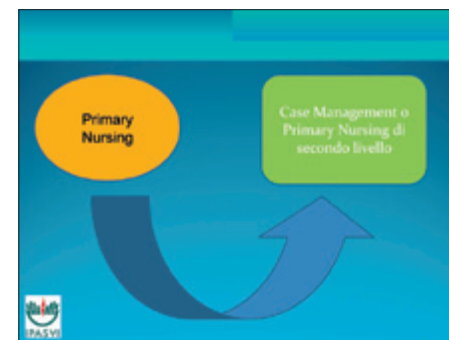 Primary
Nursing
Case Management o
Primary Nursing di
secondo livello
IPASVI